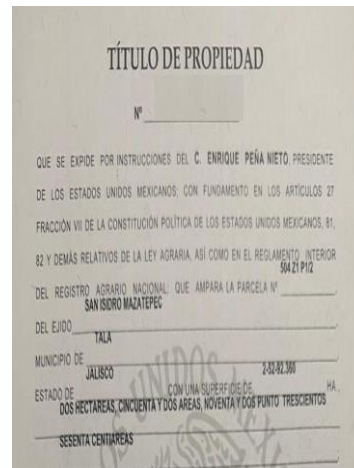 TÍTULO DE PROPIEDAD
Nº
QUE SE EXPIDE POR INSTRUCCIONES DEL C. ENRIQUE PEÑA NIETO, PRESIDENTE
DE LOS ESTADOS UNIDOS MEXICANOS; CON FUNDAMENTO EN LOS ARTÍCULOS 27
FRACCIÓN VII DE LA CONSTITUCIÓN POLÍTICA DE LOS ESTADOS UNIDOS MEXICANOS, 81,
82 Y DEMÁS RELATIVOS DE LA LEY AGRARIA, ASÍ COMO EN EL REGLAMENTO INTERIOR
504 Z1 P1/2
DEL REGISTRO AGRARIO NACIONAL; QUE AMPARA LA PARCELA Nº
SAN ISIDRO MAZATEPEC
DEL EJIDO
TALA
MUNICIPIO DE
JALISCO 2-52-92.360
ESTADO DE CON UNA SUPERFICIE DE HA,
DOS HECTAREAS, CINCUENTA Y DOS AREAS, NOVENTA Y DOS PUNTO TRESCIENTOS
SESENTA CENTIAREAS